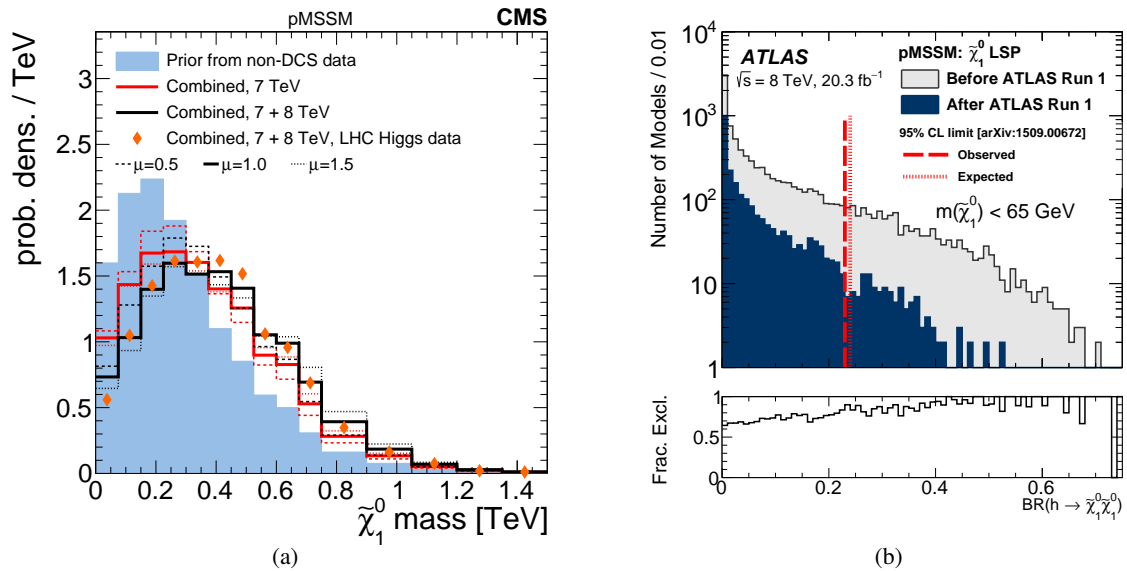 pMSSM
CMS
prob. dens. / TeV
3
2.5
2
1.5
1
0.5
0
Prior from non-DCS data
Combined, 7 TeV
Combined, 7 + 8 TeV
Combined, 7 + 8 TeV, LHC Higgs data
μ=0.5 μ=1.0 μ=1.5
0 0.2 0.4 0.6 0.8 1 1.2 1.4
χ̃₁⁰ mass [TeV]
(a)
Number of Models / 0.01
10⁴
10³
10²
10
1
ATLAS
√s = 8 TeV, 20.3 fb⁻¹
pMSSM: χ̃₁⁰ LSP
Before ATLAS Run 1
After ATLAS Run 1
95% CL limit [arXiv:1509.00672]
Observed
Expected
m(χ̃₁⁰) < 65 GeV
Frac. Excl.
1
0.5
0
0 0.2 0.4 0.6
BR(h → χ̃₁⁰χ̃₁⁰)
(b)